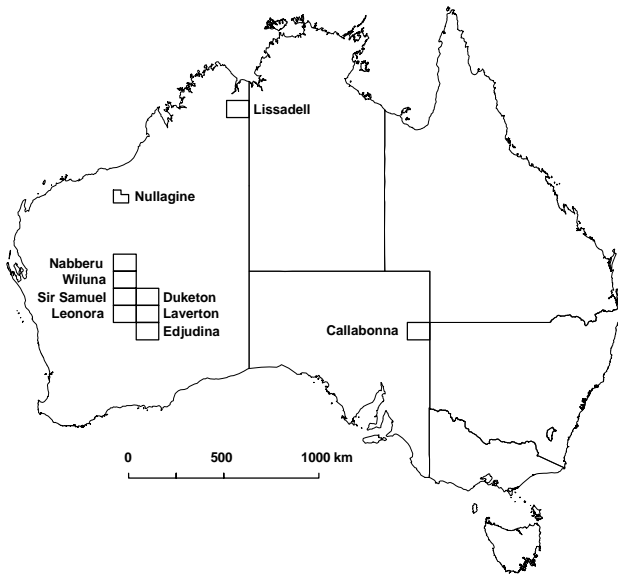 Lissadell
Nullagine
Nabberu
Wiluna
Sir Samuel Duketon
Leonora Laverton
Edjudina
Callabonna
0 500 1000 km